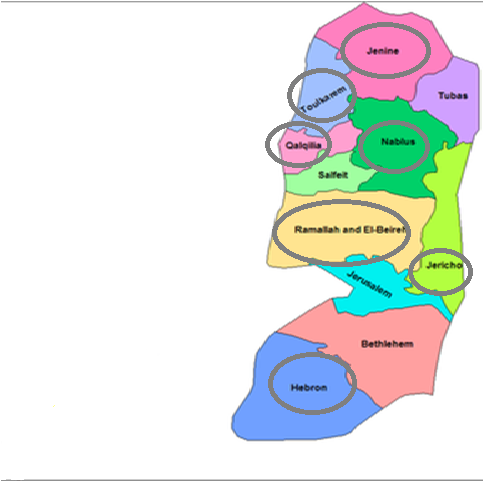 Jenine
Toulkarem
Tubas
Qalqilia
Nablus
Salfeit
Ramallah and El-Beireh
Jericho
Jerusalem
Bethlehem
Hebron